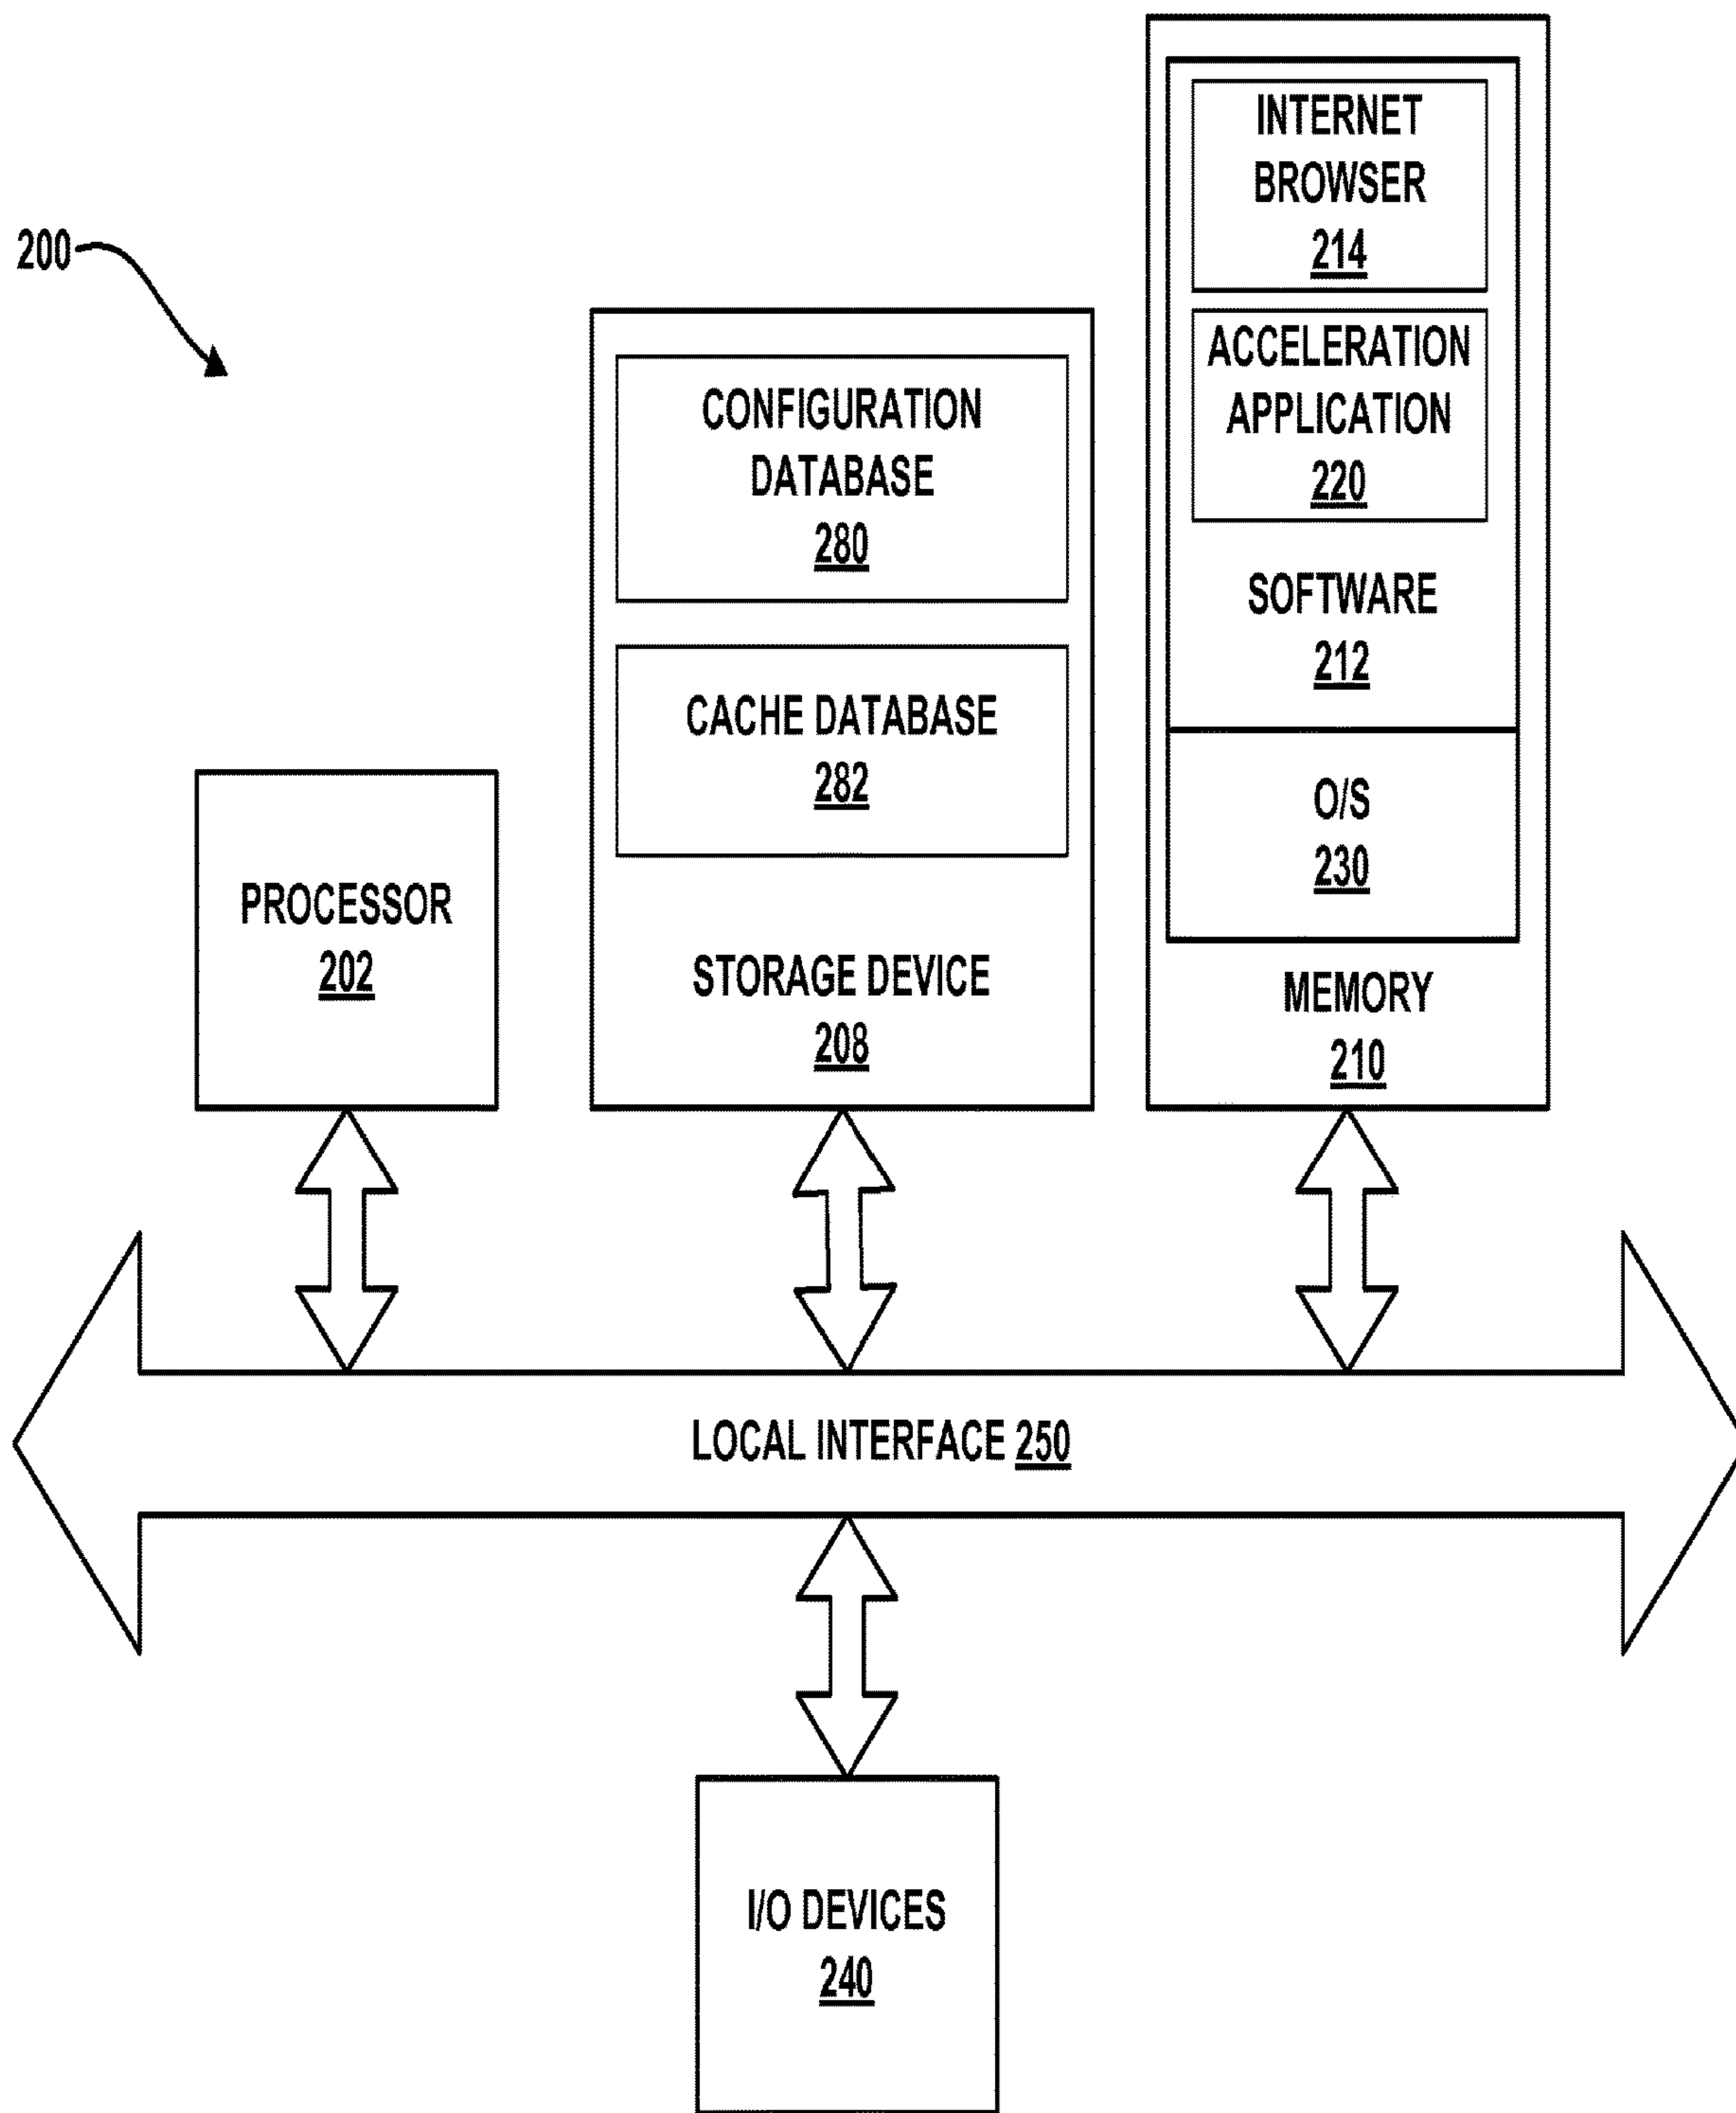 200
INTERNET
BROWSER
214
ACCELERATION
APPLICATION
220
SOFTWARE
212
O/S
230
MEMORY
210
CONFIGURATION
DATABASE
280
CACHE DATABASE
282
STORAGE DEVICE
208
PROCESSOR
202
LOCAL INTERFACE 250
I/O DEVICES
240